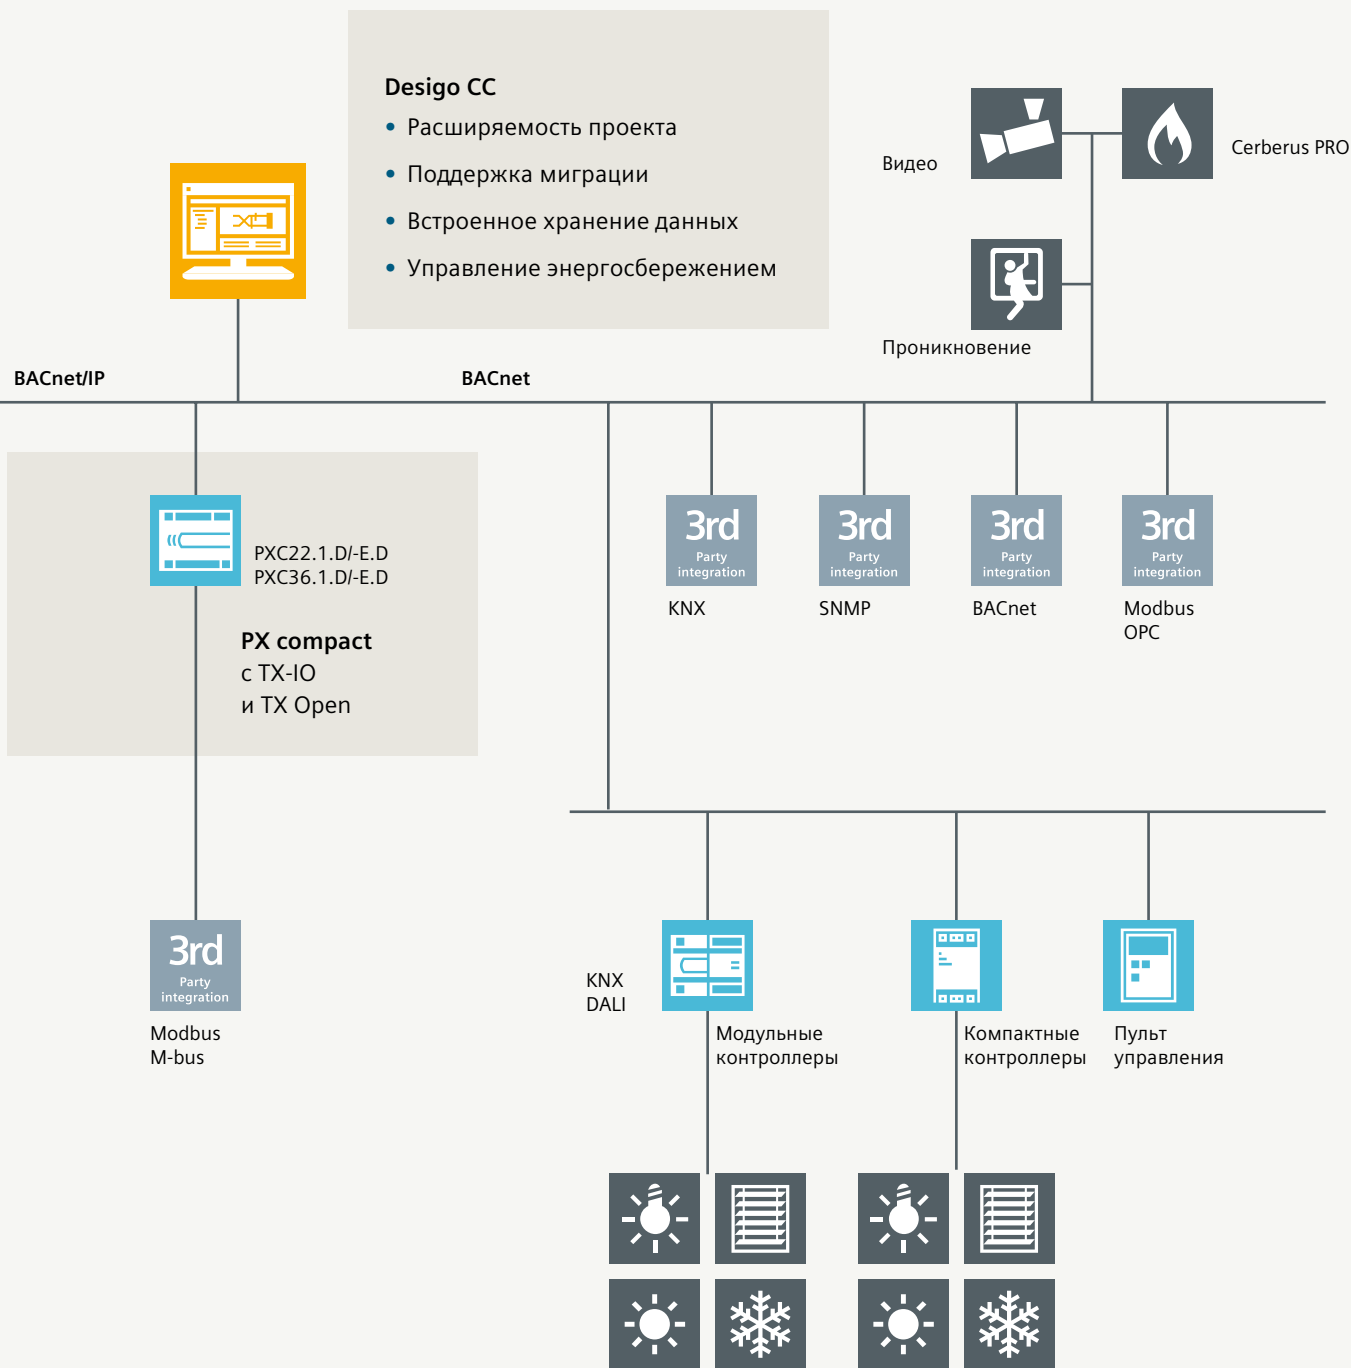 Desigo CC
• Расширяемость проекта
• Поддержка миграции
• Встроенное хранение данных
• Управление энергосбережением
Видео
Cerberus PRO
Проникновение
BACnet/IP
BACnet
PXC22.1.D/-E.D
PXC36.1.D/-E.D
PX compact
с TX-IO
и TX Open
3rd
Party
integration
KNX
3rd
Party
integration
SNMP
3rd
Party
integration
BACnet
3rd
Party
integration
Modbus
OPC
3rd
Party
integration
Modbus
M-bus
KNX
DALI
Модульные
контроллеры
Компактные
контроллеры
Пульт
управления